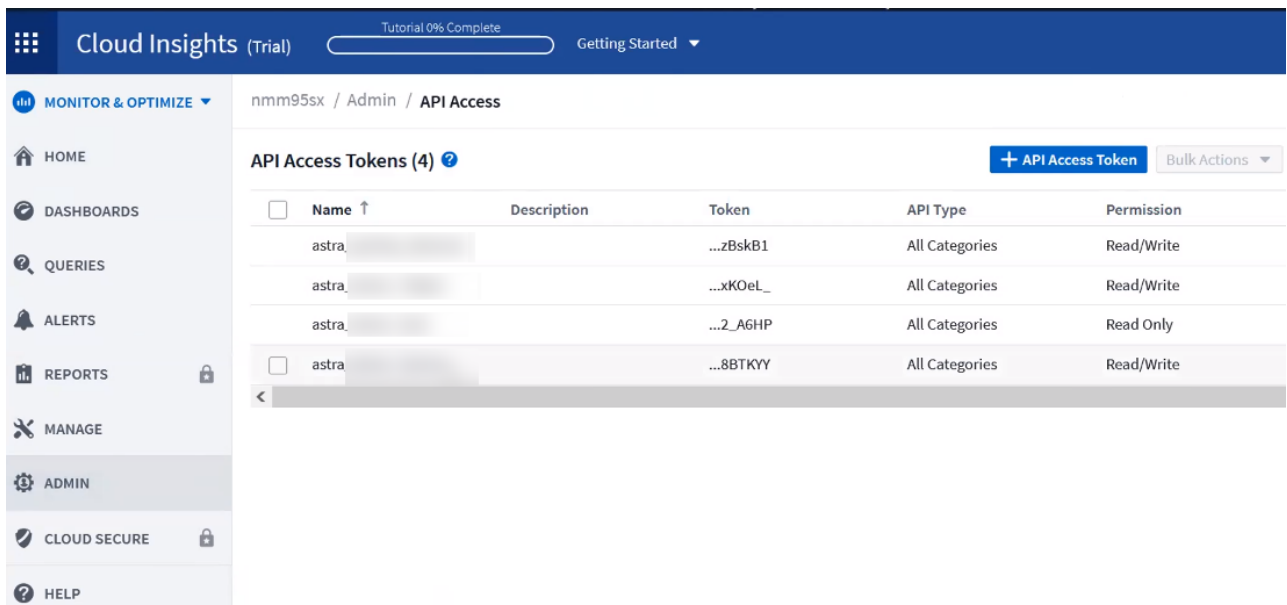 Cloud Insights (Trial)
Tutorial 0% Complete
Getting Started
MONITOR & OPTIMIZE
nmm95sx / Admin / API Access
HOME
API Access Tokens (4)
+ API Access Token
Bulk Actions
DASHBOARDS
Name ↑ Description Token API Type Permission
astra_ ...zBskB1 All Categories Read/Write
QUERIES
astra_ ...xKOeL_ All Categories Read/Write
ALERTS
astra_ ...2_A6HP All Categories Read Only
REPORTS
astra ...8BTKYY All Categories Read/Write
MANAGE
ADMIN
CLOUD SECURE
HELP